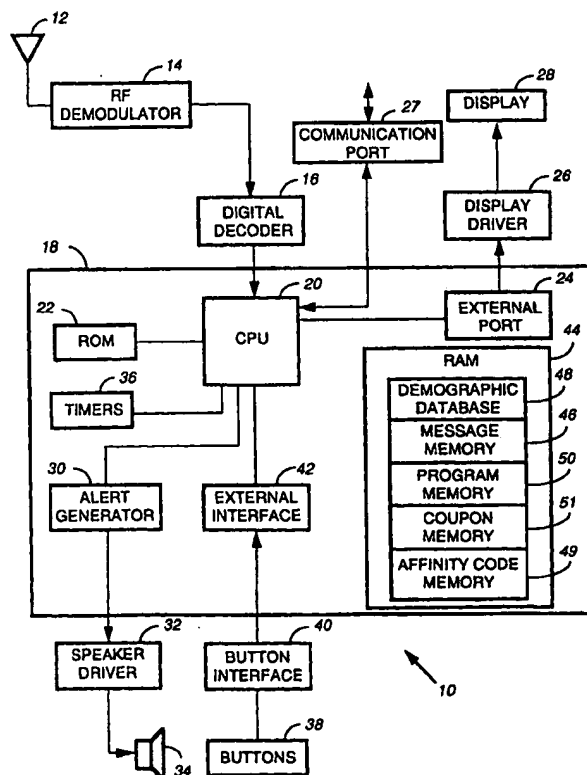 12
14
RF
DEMODULATOR
27
COMMUNICATION
PORT
28
DISPLAY
16
DIGITAL
DECODER
26
DISPLAY
DRIVER
18
20
CPU
24
EXTERNAL
PORT
22
ROM
36
TIMERS
RAM
44
DEMOGRAPHIC
DATABASE
48
MESSAGE
MEMORY
46
PROGRAM
MEMORY
50
COUPON
MEMORY
51
AFFINITY CODE
MEMORY
49
30
ALERT
GENERATOR
42
EXTERNAL
INTERFACE
32
SPEAKER
DRIVER
40
BUTTON
INTERFACE
10
34
38
BUTTONS